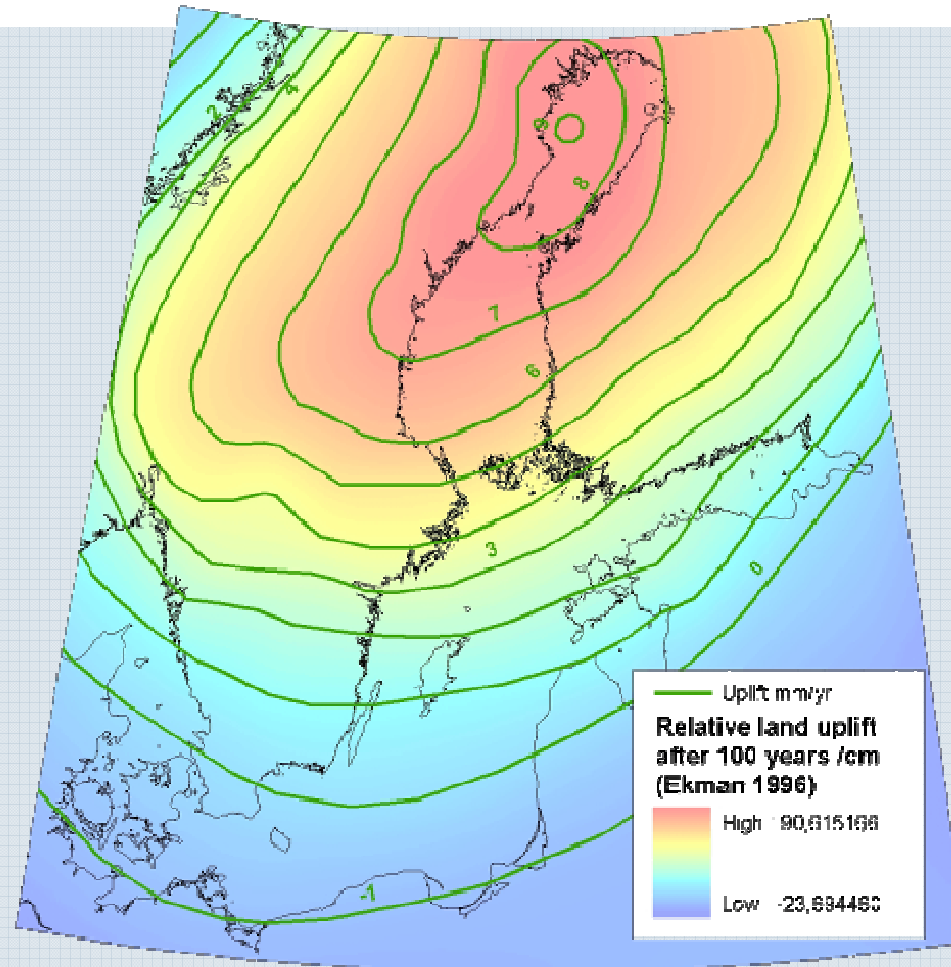 2
4
9
8
7
6
3
0
-1
Uplift mm/yr
Relative land uplift
after 100 years /cm
(Ekman 1996)
High : 90,615166
Low -23,694460